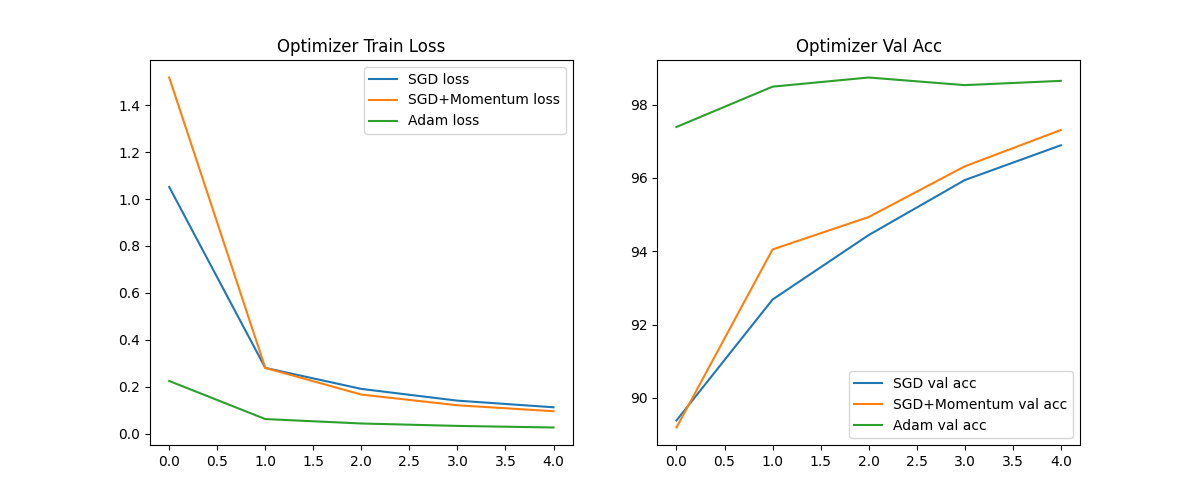 Optimizer Train Loss
SGD loss
SGD+Momentum loss
Adam loss
1.4
1.2
1.0
0.8
0.6
0.4
0.2
0.0
0.0 0.5 1.0 1.5 2.0 2.5 3.0 3.5 4.0
Optimizer Val Acc
98
96
94
92
90
SGD val acc
SGD+Momentum val acc
Adam val acc
0.0 0.5 1.0 1.5 2.0 2.5 3.0 3.5 4.0